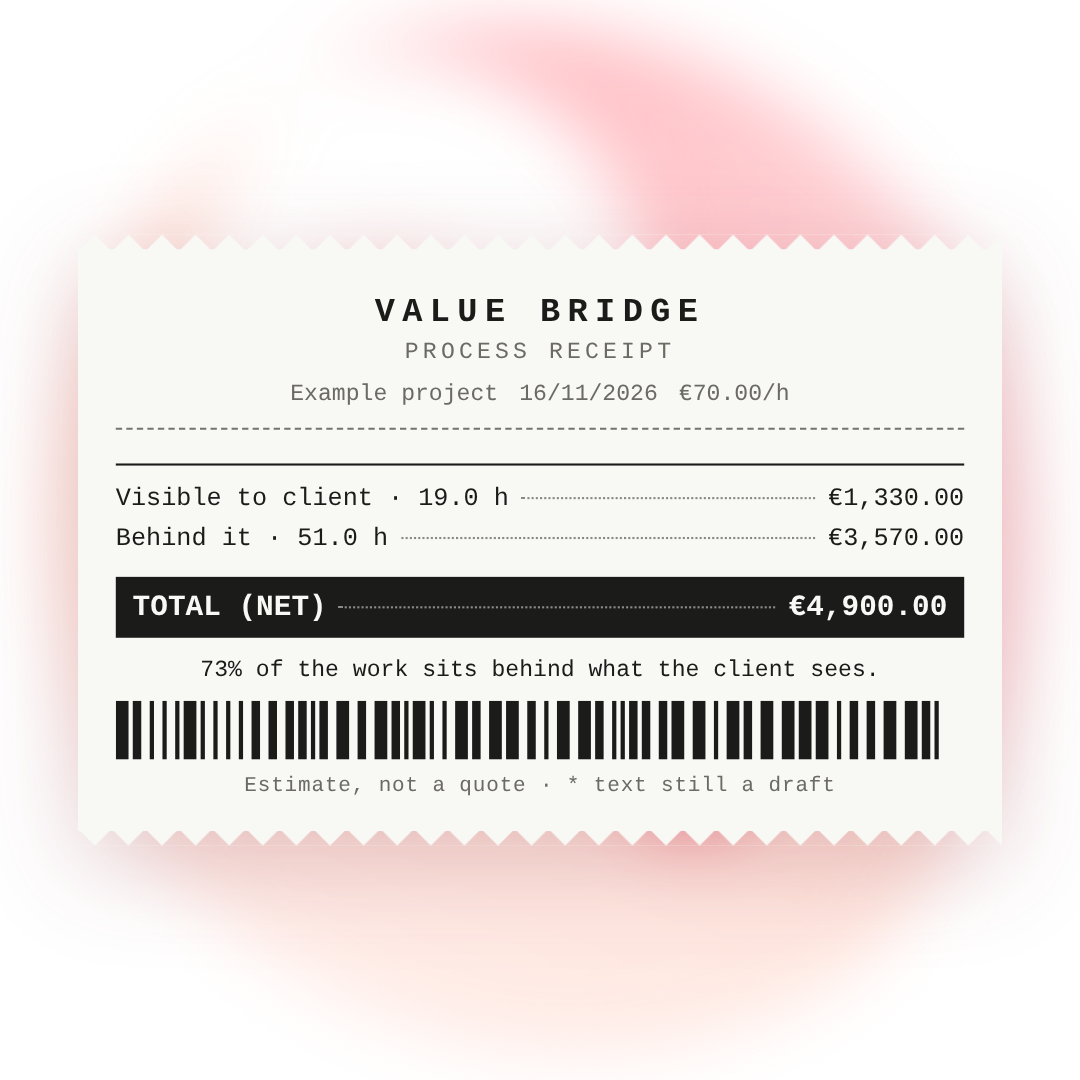 VALUE BRIDGE
PROCESS RECEIPT
Example project 16/11/2026 €70.00/h
Visible to client · 19.0 h €1,330.00
Behind it · 51.0 h €3,570.00
TOTAL (NET) €4,900.00
73% of the work sits behind what the client sees.
Estimate, not a quote · * text still a draft